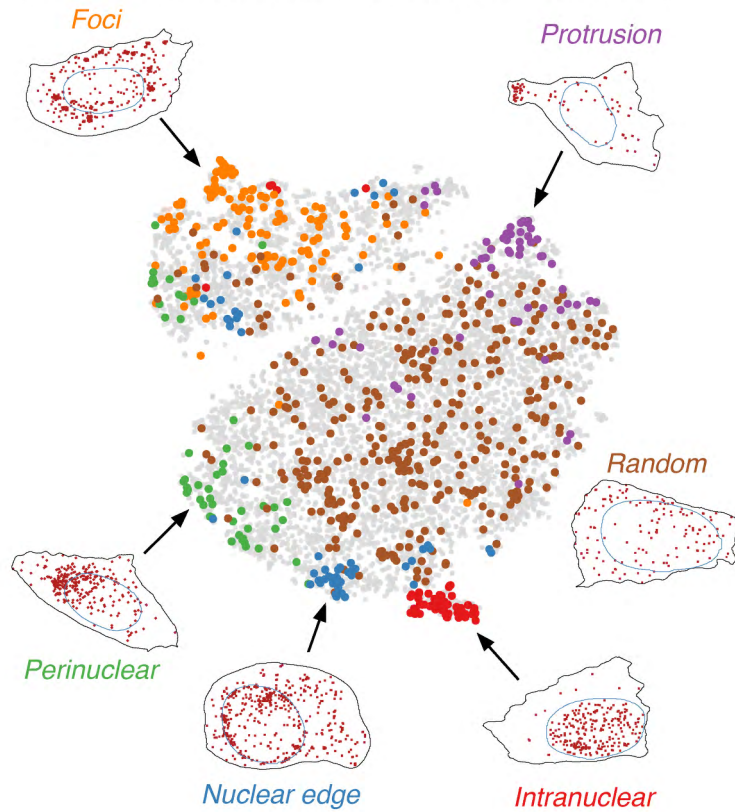 Foci
Protrusion
Random
Perinuclear
Nuclear edge
Intranuclear